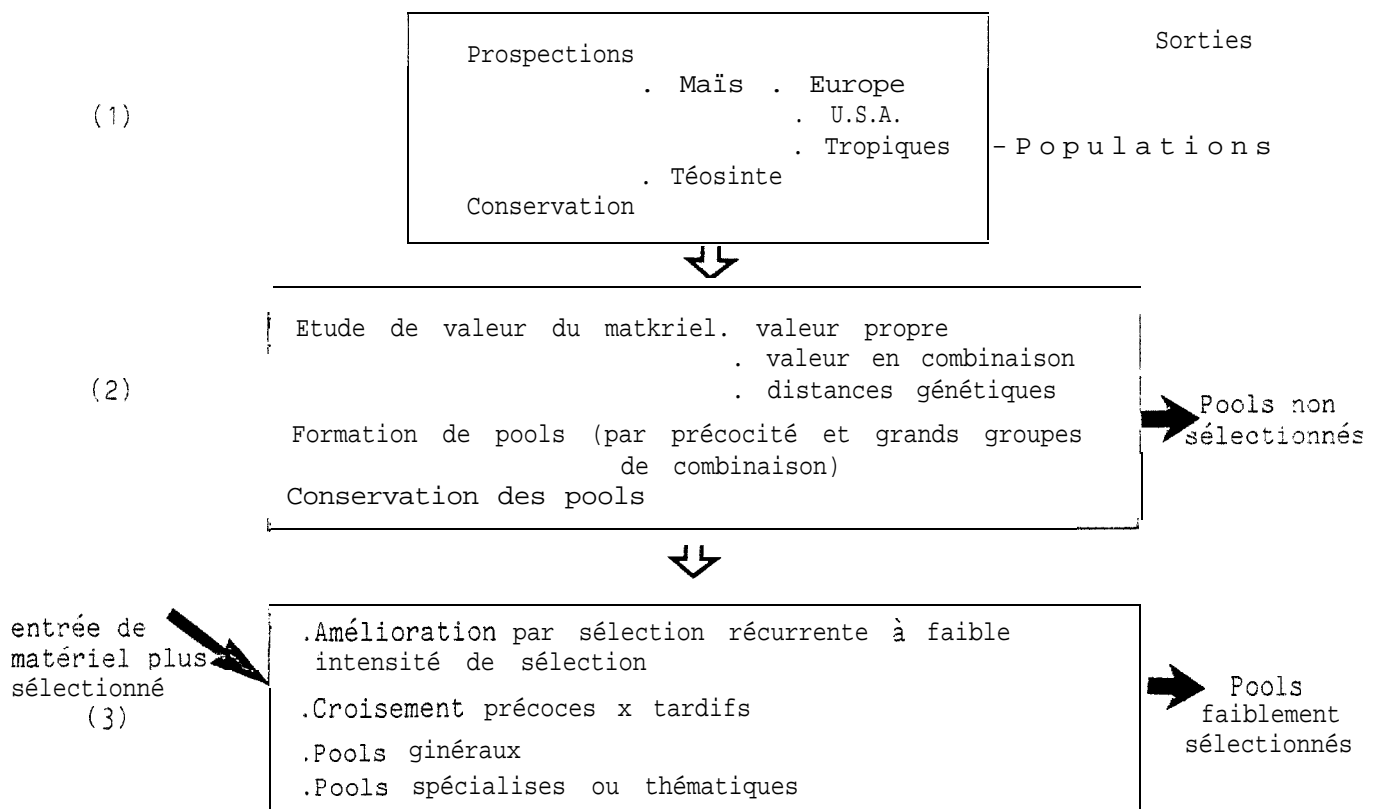 Sorties
Prospections
. Maïs . Europe
(1)
. U.S.A.
. Tropiques -Populations
. Téosinte
Conservation
Etude de valeur du matkriel. valeur propre
. valeur en combinaison
(2)
. distances génétiques
Pools non
sélectionnés
Formation de pools (par précocité et grands groupes
de combinaison)
Conservation des pools
entrée de
matériel plus
sélectionné
(3)
.Amélioration par sélection récurrente à faible
intensité de sélection
.Croisement précoces x tardifs
.Pools ginéraux
.Pools spécialises ou thématiques
Pools
faiblement
sélectionnés